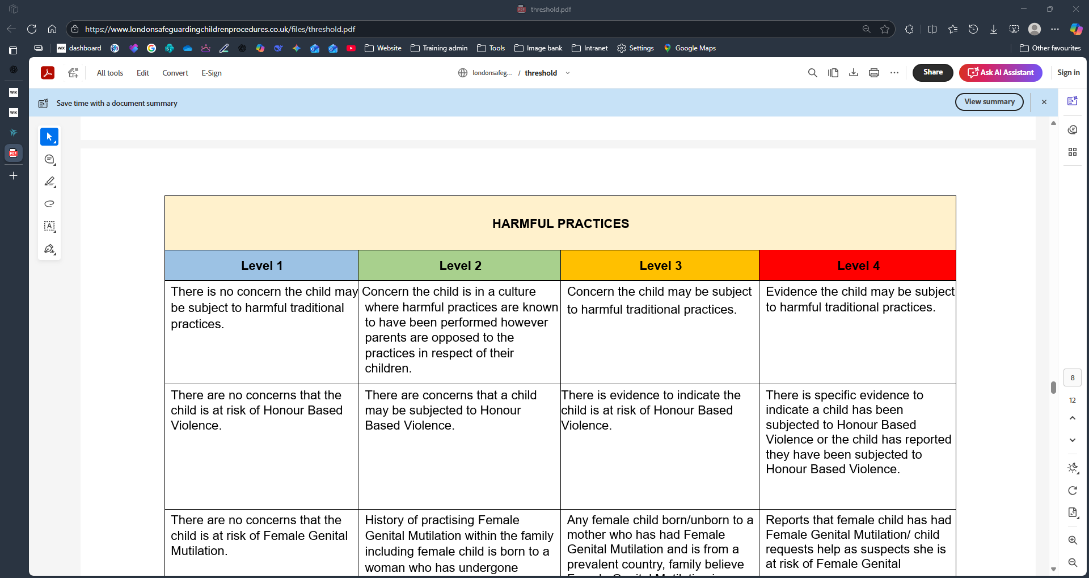 threshold.pdf
https://www.londonsafeguardingchildrenprocedures.co.uk/files/threshold.pdf
dashboard
Website
Training admin
Tools
Image bank
Intranet
Settings
Google Maps
Other favourites
All tools
Edit
Convert
E-Sign
londonsafeg... / threshold
Share
Ask AI Assistant
Sign in
Save time with a document summary
View summary
HARMFUL PRACTICES
Level 1
Level 2
Level 3
Level 4
There is no concern the child may
be subject to harmful traditional
practices.
Concern the child is in a culture
where harmful practices are known
to have been performed however
parents are opposed to the
practices in respect of their
children.
Concern the child may be subject
to harmful traditional practices.
Evidence the child may be subject
to harmful traditional practices.
There are no concerns that the
child is at risk of Honour Based
Violence.
There are concerns that a child
may be subjected to Honour
Based Violence.
There is evidence to indicate the
child is at risk of Honour Based
Violence.
There is specific evidence to
indicate a child has been
subjected to Honour Based
Violence or the child has reported
they have been subjected to
Honour Based Violence.
There are no concerns that the
child is at risk of Female Genital
Mutilation.
History of practising Female
Genital Mutilation within the family
including female child is born to a
woman who has undergone
Any female child born/unborn to a
mother who has had Female
Genital Mutilation and is from a
prevalent country, family believe
Reports that female child has had
Female Genital Mutilation/ child
requests help as suspects she is
at risk of Female Genital
8
12